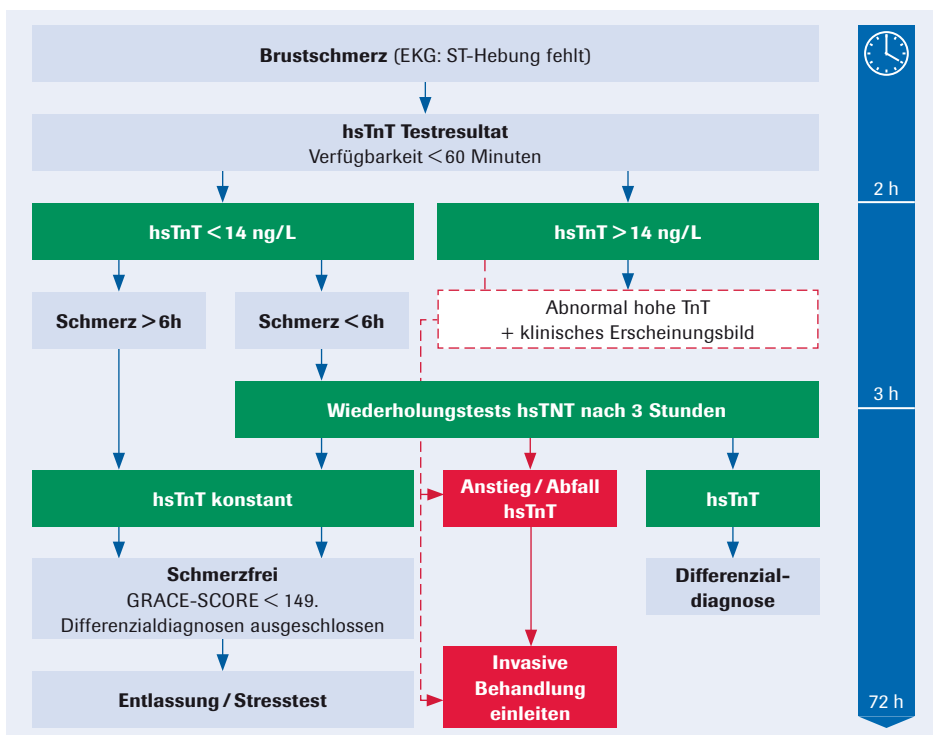 Brustschmerz (EKG: ST-Hebung fehlt)
hsTnT Testresultat
Verfügbarkeit <60 Minuten
2 h
hsTnT <14 ng/L
hsTnT >14 ng/L
Schmerz >6h
Schmerz <6h
Abnormal hohe TnT
+ klinisches Erscheinungsbild
3 h
Wiederholungstests hsTNT nach 3 Stunden
hsTnT konstant
Anstieg / Abfall
hsTnT
hsTnT
Schmerzfrei
GRACE-SCORE < 149.
Differenzialdiagnosen ausgeschlossen
Differenzial-
diagnose
Entlassung / Stresstest
Invasive
Behandlung
einleiten
72 h